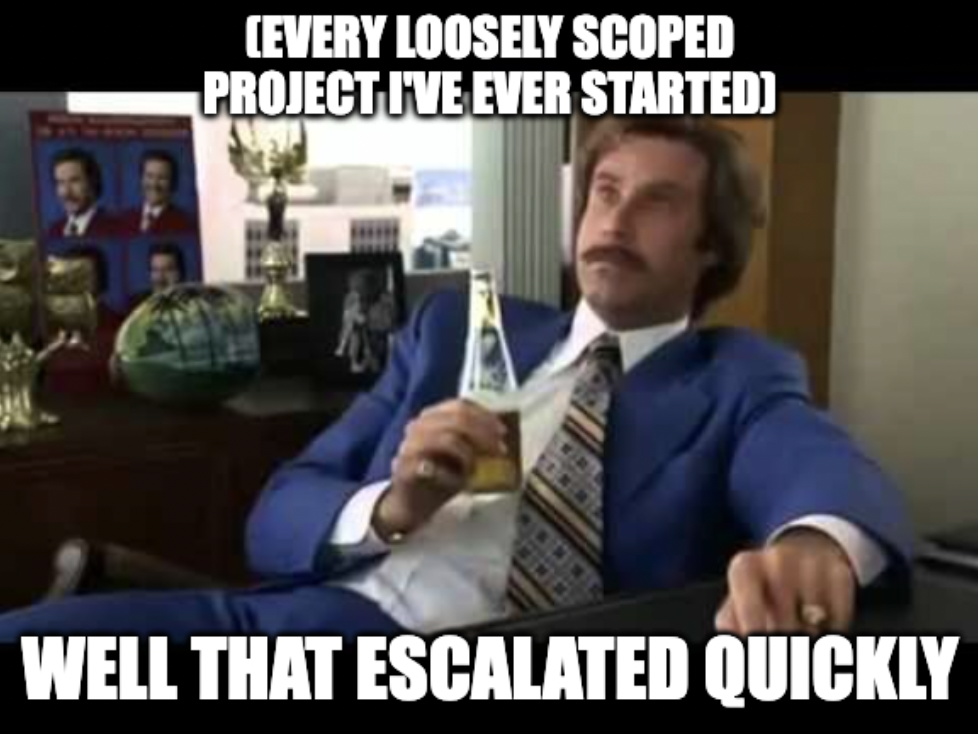 (EVERY LOOSELY SCOPED
PROJECT I'VE EVER STARTED)
WELL THAT ESCALATED QUICKLY